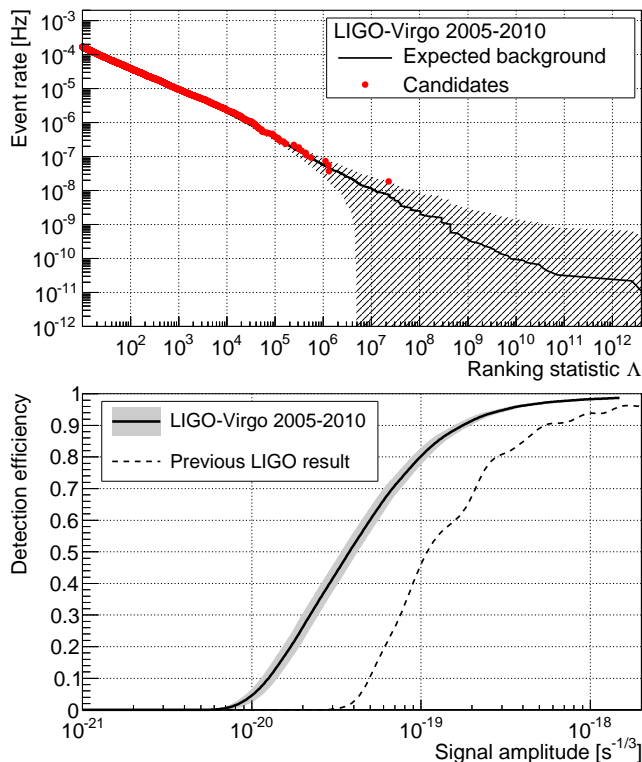 LIGO-Virgo 2005-2010
Expected background
Candidates
Event rate [Hz]
10^-3
10^-4
10^-5
10^-6
10^-7
10^-8
10^-9
10^-10
10^-11
10^-12
10^2 10^3 10^4 10^5 10^6 10^7 10^8 10^9 10^10 10^11 10^12
Ranking statistic Λ
LIGO-Virgo 2005-2010
Previous LIGO result
Detection efficiency
1
0.9
0.8
0.7
0.6
0.5
0.4
0.3
0.2
0.1
0
10^-21 10^-20 10^-19 10^-18
Signal amplitude [s^-1/3]